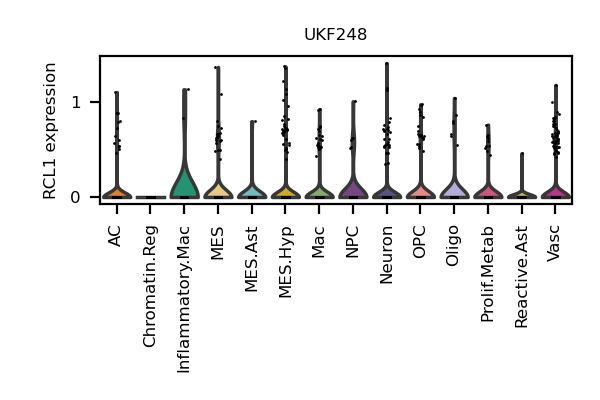 UKF248
RCL1 expression
1
0
AC
Chromatin.Reg
Inflammatory.Mac
MES
MES.Ast
MES.Hyp
Mac
NPC
Neuron
OPC
Oligo
Prolif.Metab
Reactive.Ast
Vasc